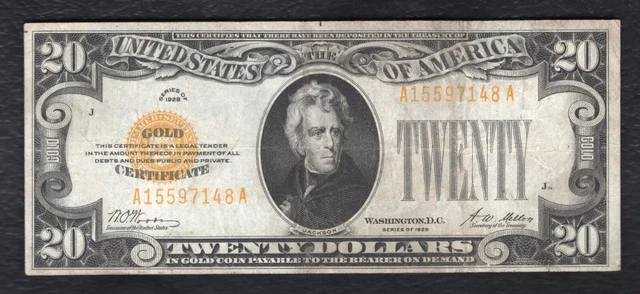 THIS CERTIFIES THAT THERE HAVE BEEN DEPOSITED IN THE TREASURY OF
20 UNITED STATES THE OF AMERICA 20
SERIES OF
1928
A15597148A
J
GOLD
THIS CERTIFICATE IS A LEGAL TENDER
IN THE AMOUNT THEREOF IN PAYMENT OF ALL
DEBTS AND DUES PUBLIC AND PRIVATE.
CERTIFICATE
TWENTY
GOLD
GOLD
A15597148A
J
WASHINGTON, D.C.
SERIES OF 1928
Treasurer of the United States.
A.W. Mellon
Secretary of the Treasury.
JACKSON
20 TWENTY DOLLARS 20
IN GOLD COIN PAYABLE TO THE BEARER ON DEMAND